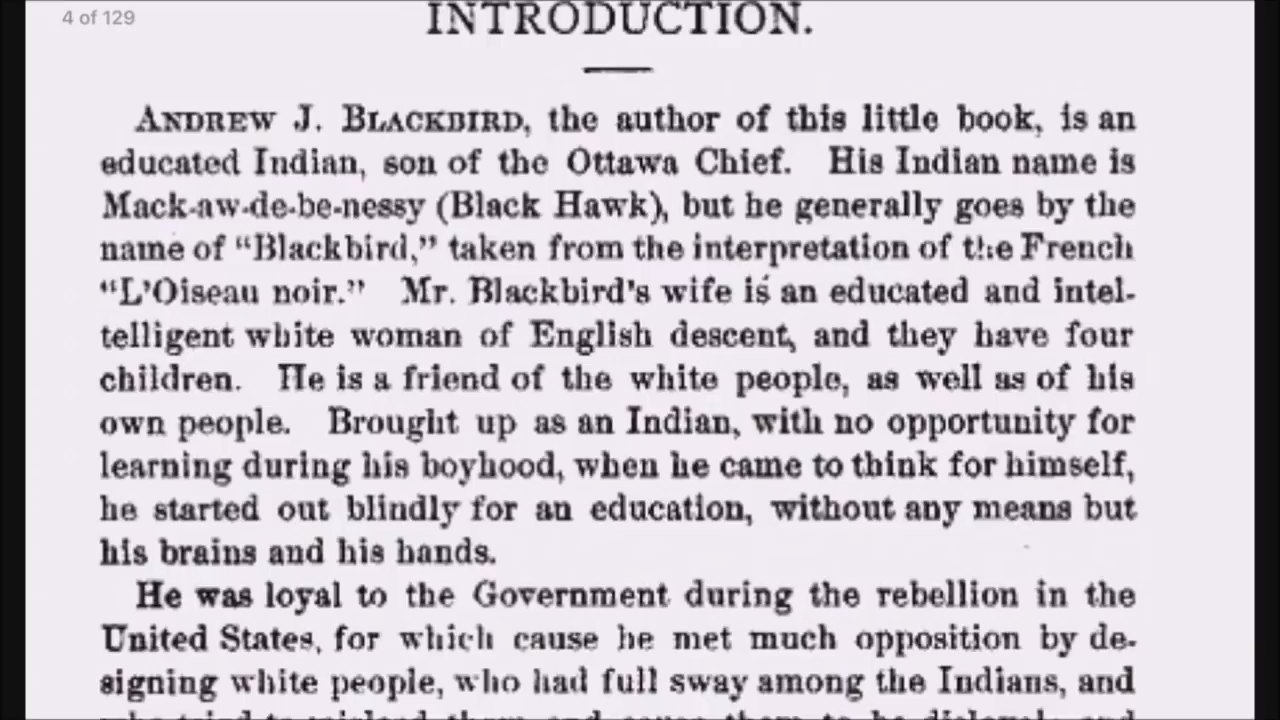 4 of 129
INTRODUCTION.
ANDREW J. BLACKBIRD, the author of this little book, is an
educated Indian, son of the Ottawa Chief. His Indian name is
Mack-aw-de-be-nessy (Black Hawk), but he generally goes by the
name of “Blackbird,” taken from the interpretation of the French
“L’Oiseau noir.” Mr. Blackbird’s wife is an educated and intel-
telligent white woman of English descent, and they have four
children. He is a friend of the white people, as well as of his
own people. Brought up as an Indian, with no opportunity for
learning during his boyhood, when he came to think for himself,
he started out blindly for an education, without any means but
his brains and his hands.
He was loyal to the Government during the rebellion in the
United States, for which cause he met much opposition by de-
signing white people, who had full sway among the Indians, and